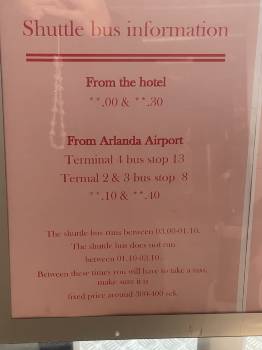 Shuttle bus information
From the hotel
**.00 & **.30
From Arlanda Airport
Terminal 4 bus stop 13
Termal 2 & 3 bus stop 8
**.10 & **.40
The shuttle bus runs between 03.00-01.10.
The shuttle bus does not run
between 01.10-03.10.
Between these times you will have to take a taxi,
make sure it is
fixed price around 300-400 sek.